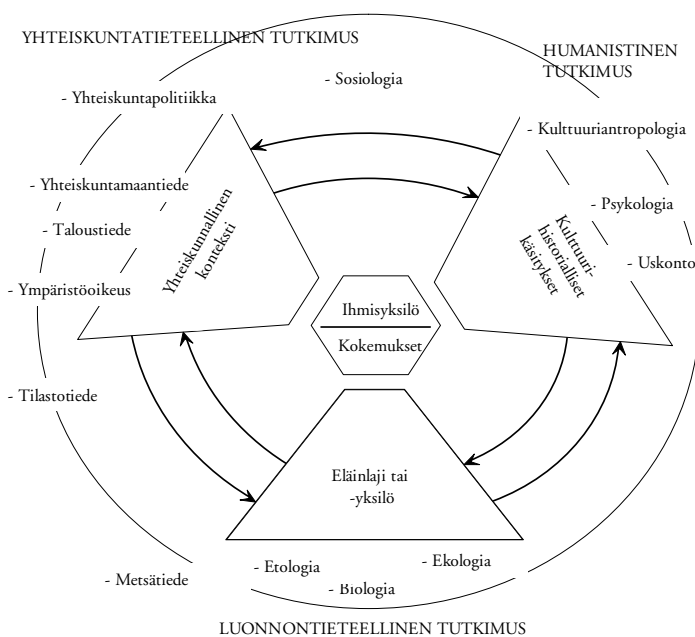 YHTEISKUNTATIETEELLINEN TUTKIMUS
HUMANISTINEN
TUTKIMUS
- Sosiologia
- Yhteiskuntapolitiikka
- Kulttuuriantropologia
- Yhteiskuntamaantiede
- Psykologia
- Taloustiede
Yhteiskunnallinen
konteksti
Kulttuuri-
historialliset
käsitykset
- Uskonto
- Ympäristöoikeus
Ihmisyksilö
Kokemukset
- Tilastotiede
Eläinlaji tai
-yksilö
- Etologia
- Ekologia
- Metsätiede
- Biologia
LUONNONTIETEELLINEN TUTKIMUS